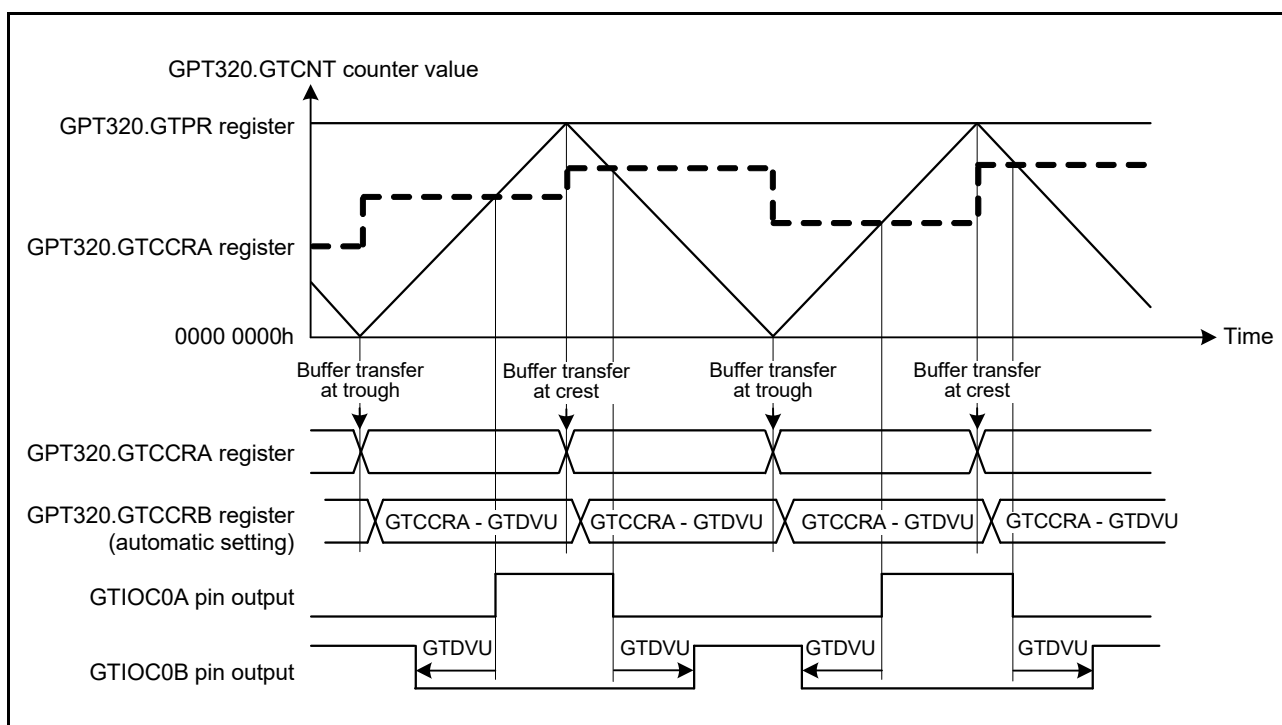 GPT320.GTCNT counter value
GPT320.GTPR register
GPT320.GTCCRA register
0000 0000h
Time
Buffer transfer
at trough
Buffer transfer
at crest
Buffer transfer
at trough
Buffer transfer
at crest
GPT320.GTCCRA register
GPT320.GTCCRB register
(automatic setting)
GTCCRA - GTDVU
GTCCRA - GTDVU
GTCCRA - GTDVU
GTCCRA - GTDVU
GTIOC0A pin output
GTIOC0B pin output
GTDVU
GTDVU
GTDVU
GTDVU